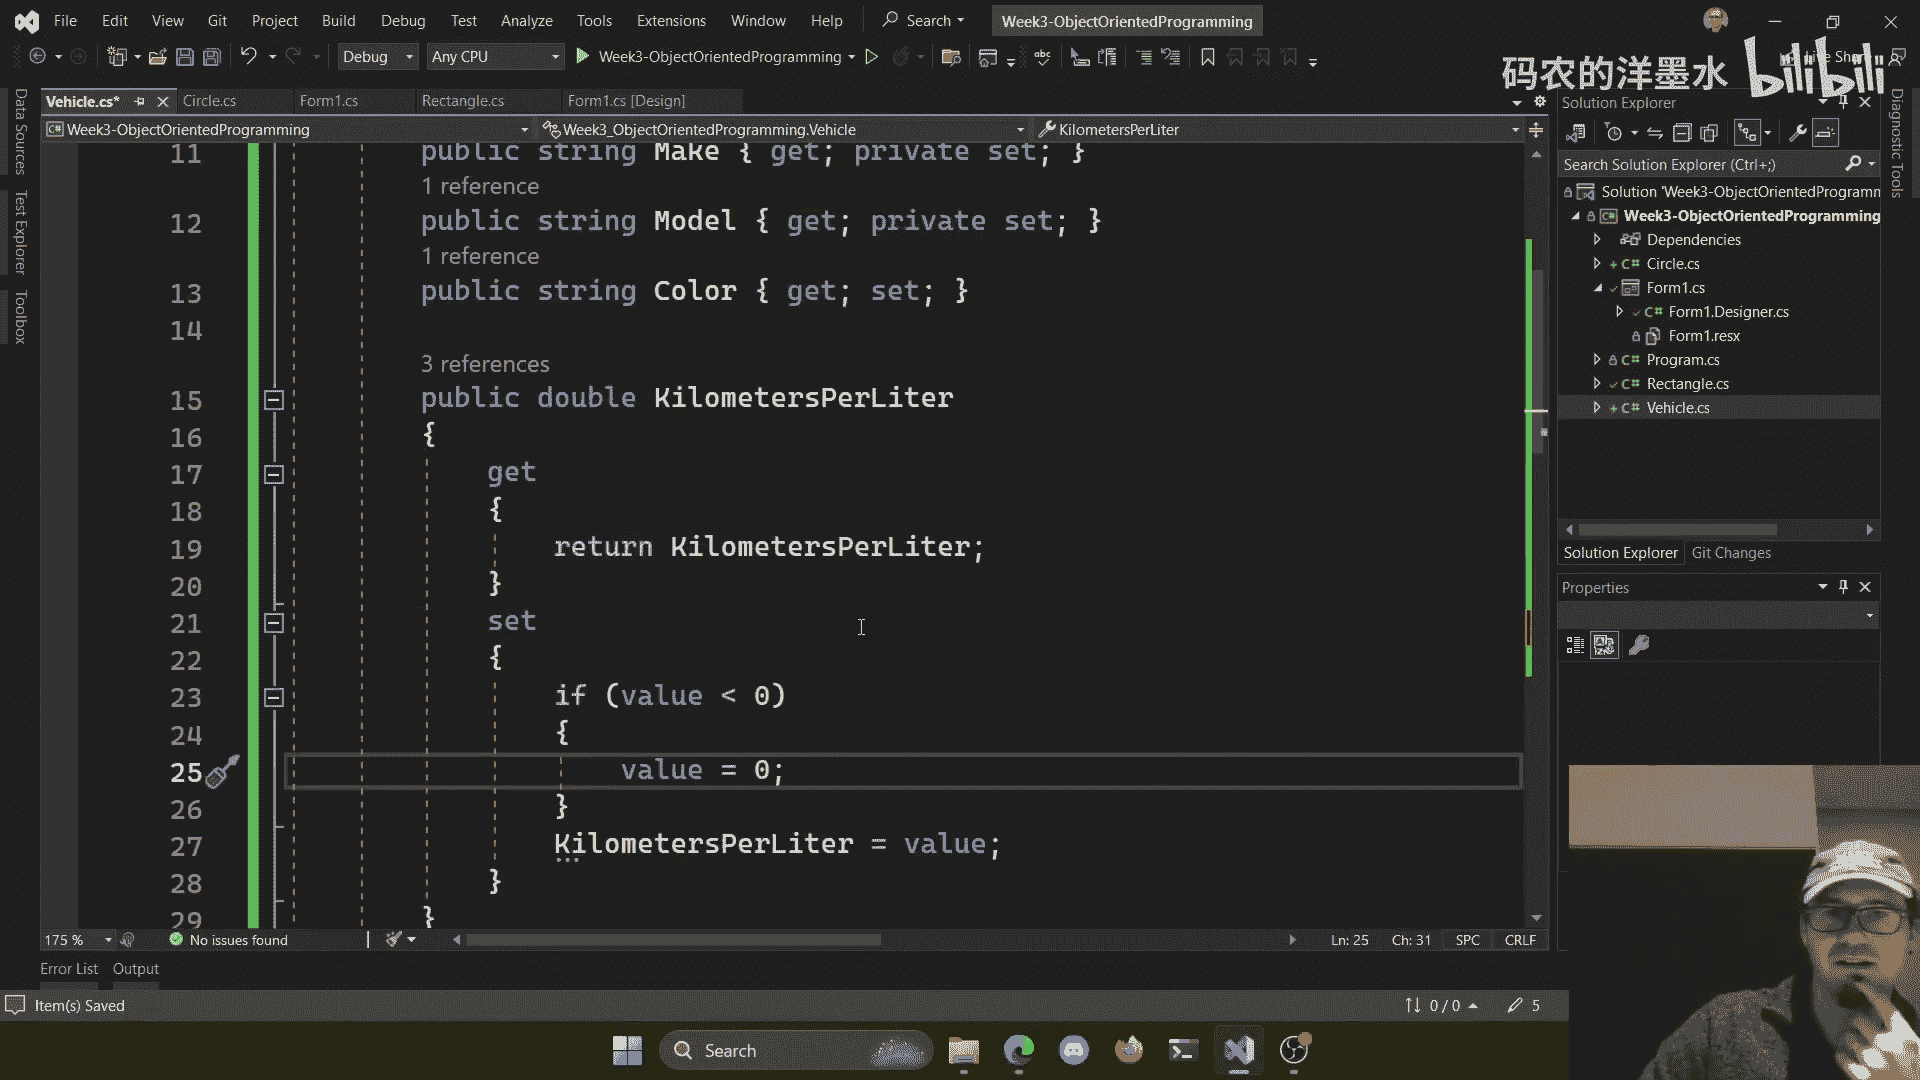 File Edit View Git Project Build Debug Test Analyze Tools Extensions Window Help Search Week3-ObjectOrientedProgramming
Debug Any CPU Week3-ObjectOrientedProgramming
码农的洋墨水 bilibili
Vehicle.cs* Circle.cs Form1.cs Rectangle.cs Form1.cs [Design]
Week3-ObjectOrientedProgramming Week3_ObjectOrientedProgramming.Vehicle KilometersPerLiter
Data Sources
Test Explorer
Toolbox
11 public string Make { get; private set; }
1 reference
12 public string Model { get; private set; }
1 reference
13 public string Color { get; set; }
14
3 references
15 public double KilometersPerLiter
16 {
17 get
18 {
19 return KilometersPerLiter;
20 }
21 set
22 {
23 if (value < 0)
24 {
25 value = 0;
26 }
27 KilometersPerLiter = value;
28 }
29 }
175 % No issues found Ln: 25 Ch: 31 SPC CRLF
Error List Output
Item(s) Saved 0 / 0 5
Solution Explorer
Search Solution Explorer (Ctrl+;)
Solution 'Week3-ObjectOrientedProgramm
Week3-ObjectOrientedProgramming
Dependencies
C# Circle.cs
Form1.cs
C# Form1.Designer.cs
Form1.resx
C# Program.cs
C# Rectangle.cs
C# Vehicle.cs
Solution Explorer Git Changes
Properties
Diagnostic Tools
Search